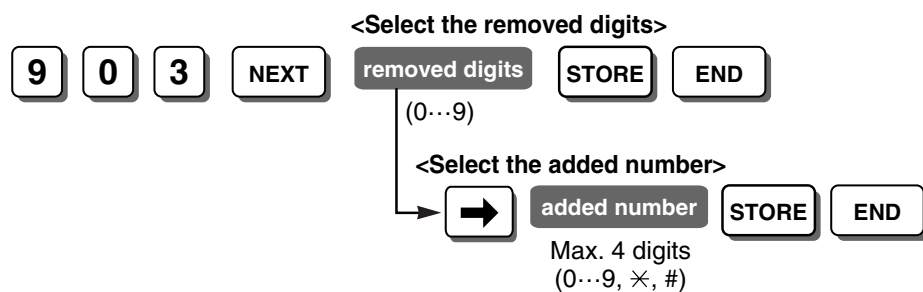 <Select the removed digits>
9 0 3 NEXT removed digits STORE END
(0···9)
<Select the added number>
➡ added number STORE END
Max. 4 digits
(0···9, ✕, #)